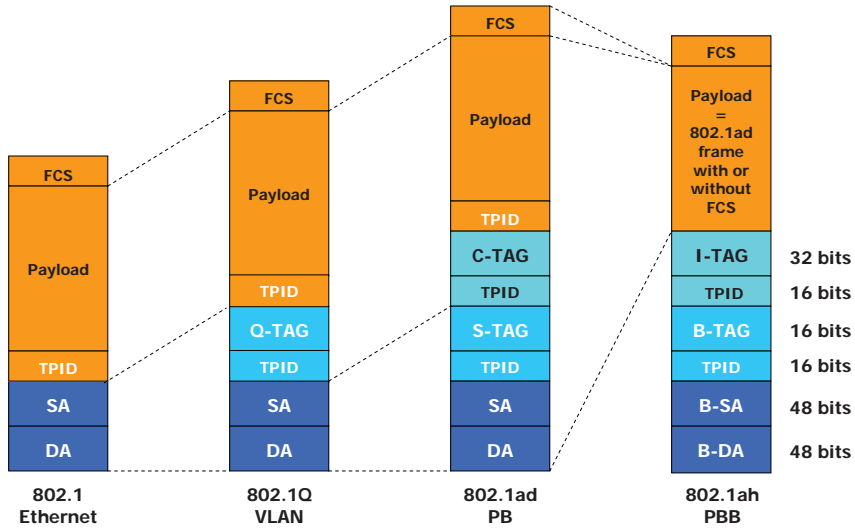 FCS
Payload
TPID
SA
DA
802.1
Ethernet
FCS
Payload
TPID
Q-TAG
TPID
SA
DA
802.1Q
VLAN
FCS
Payload
TPID
C-TAG
TPID
S-TAG
TPID
SA
DA
802.1ad
PB
FCS
Payload
=
802.1ad
frame
with or
without
FCS
I-TAG
32 bits
TPID
16 bits
B-TAG
16 bits
TPID
16 bits
B-SA
48 bits
B-DA
48 bits
802.1ah
PBB